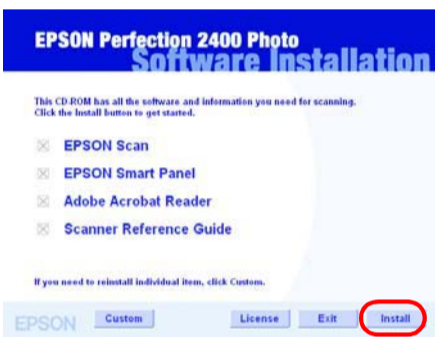 EPSON Perfection 2400 Photo
Software Installation
This CD-ROM has all the software and information you need for scanning.
Click the Install button to get started.
EPSON Scan
EPSON Smart Panel
Adobe Acrobat Reader
Scanner Reference Guide
If you need to reinstall individual item, click Custom.
EPSON Custom License Exit Install